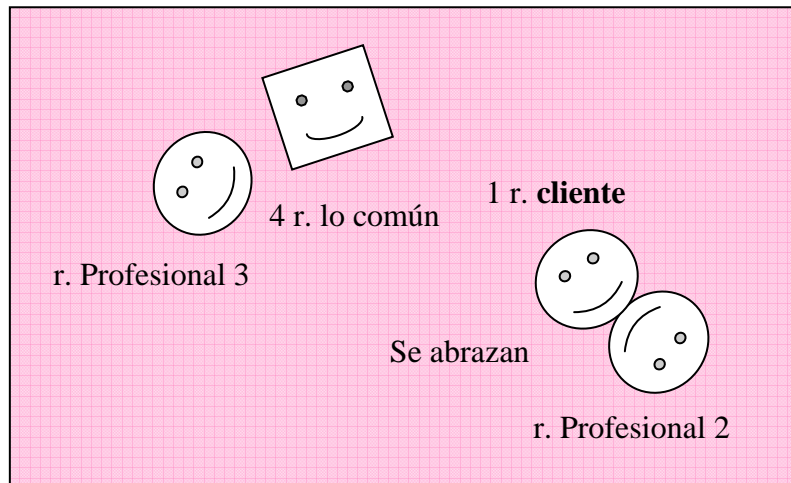 1 r. cliente
4 r. lo común
r. Profesional 3
Se abrazan
r. Profesional 2